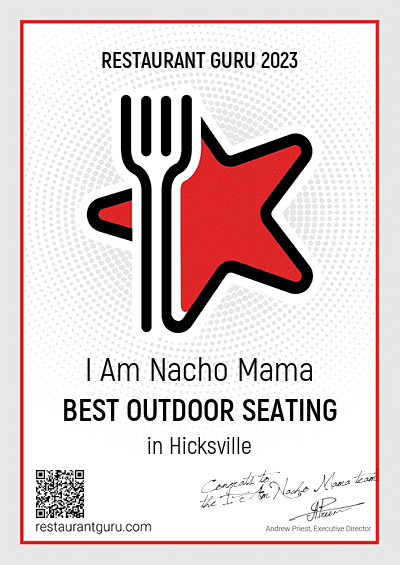 RESTAURANT GURU 2023
I Am Nacho Mama
BEST OUTDOOR SEATING
in Hicksville
Congrats to
the I Am Nacho Mama team
restaurantguru.com
Andrew Priest, Executive Director